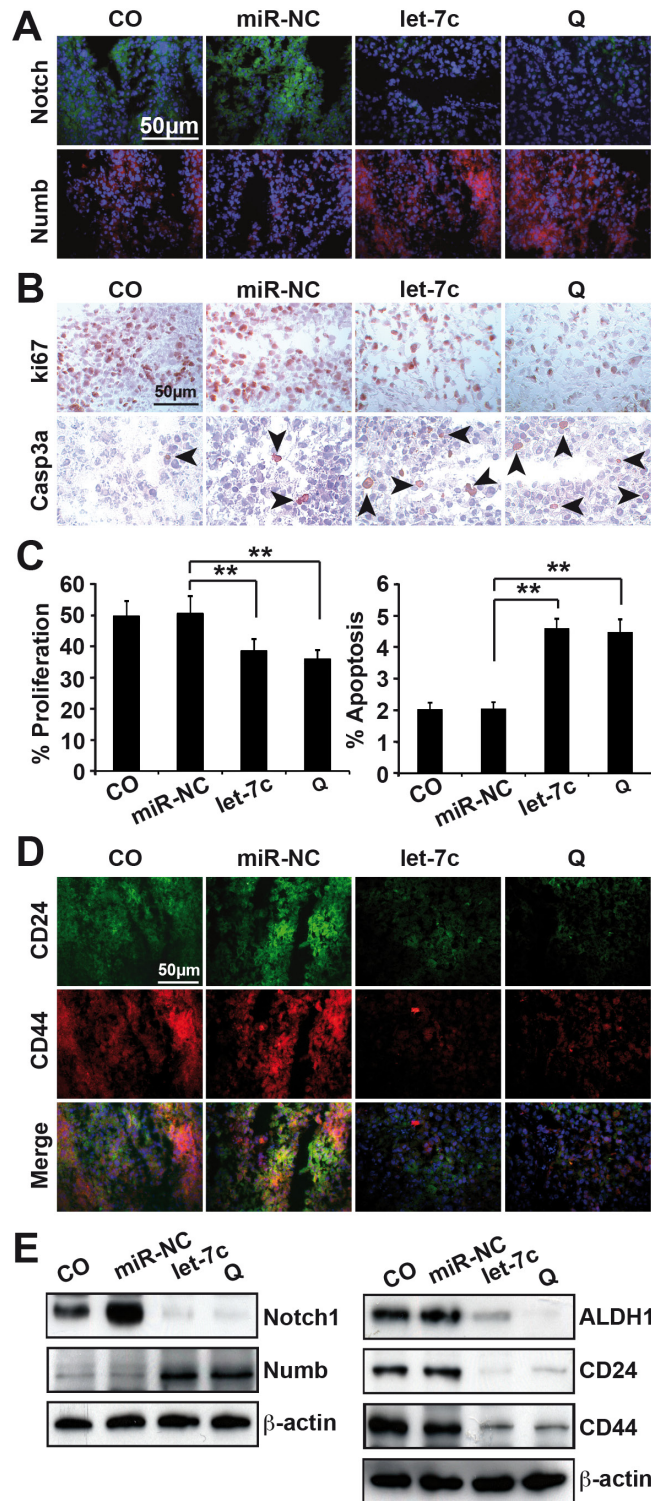 A
CO miR-NC let-7c Q
Notch
50µm
Numb
B
CO miR-NC let-7c Q
ki67
50µm
Casp3a
C
% Proliferation
60
50
40
30
20
10
0
** **
CO miR-NC let-7c Q
% Apoptosis
6
5
4
3
2
1
0
** **
CO miR-NC let-7c Q
D
CO miR-NC let-7c Q
CD24
50µm
CD44
Merge
E
CO miR-NC let-7c Q
Notch1
Numb
β-actin
CO miR-NC let-7c Q
ALDH1
CD24
CD44
β-actin